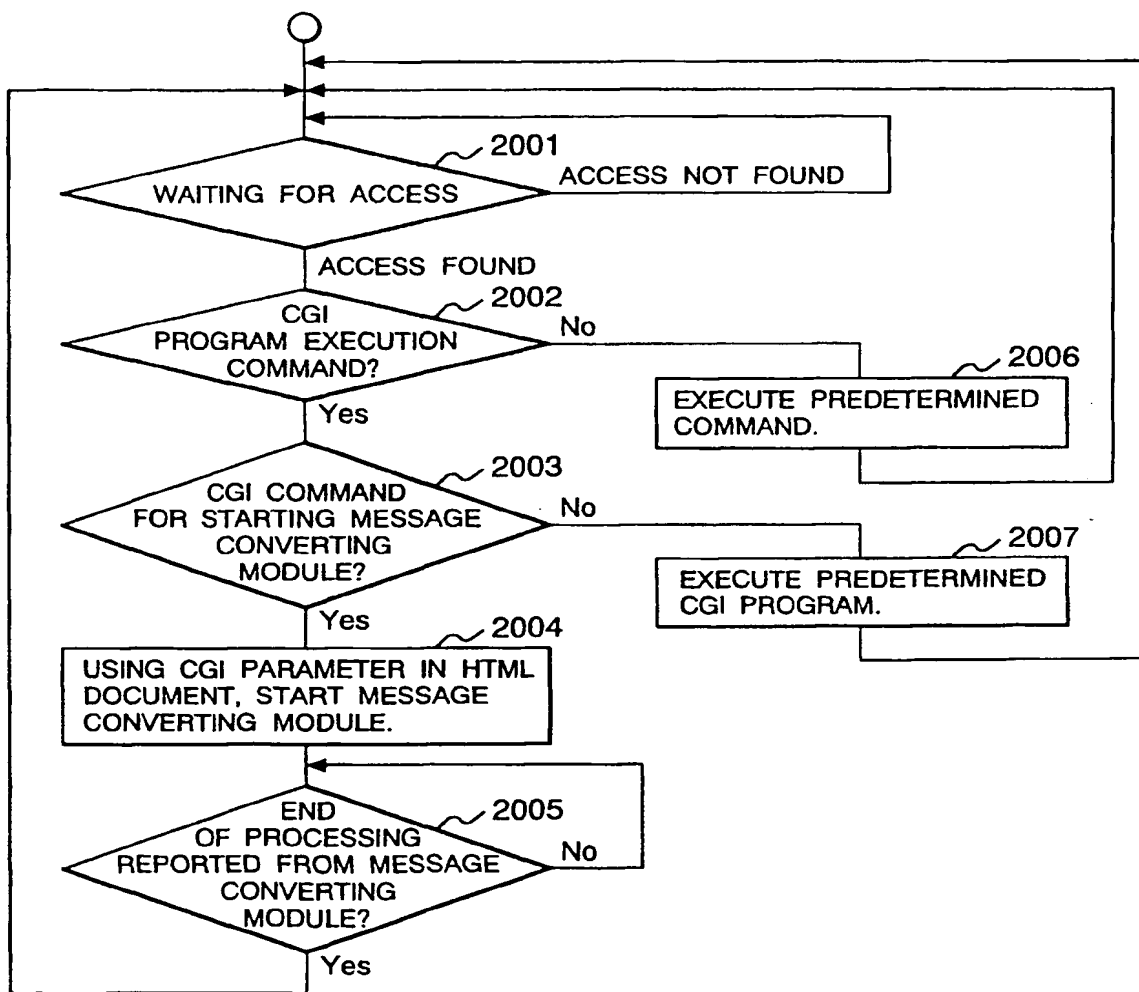 2001
WAITING FOR ACCESS
ACCESS NOT FOUND
ACCESS FOUND
2002
CGI
PROGRAM EXECUTION
COMMAND?
No
Yes
2006
EXECUTE PREDETERMINED
COMMAND.
2003
CGI COMMAND
FOR STARTING MESSAGE
CONVERTING
MODULE?
No
Yes
2007
EXECUTE PREDETERMINED
CGI PROGRAM.
2004
USING CGI PARAMETER IN HTML
DOCUMENT, START MESSAGE
CONVERTING MODULE.
2005
END
OF PROCESSING
REPORTED FROM MESSAGE
CONVERTING
MODULE?
No
Yes